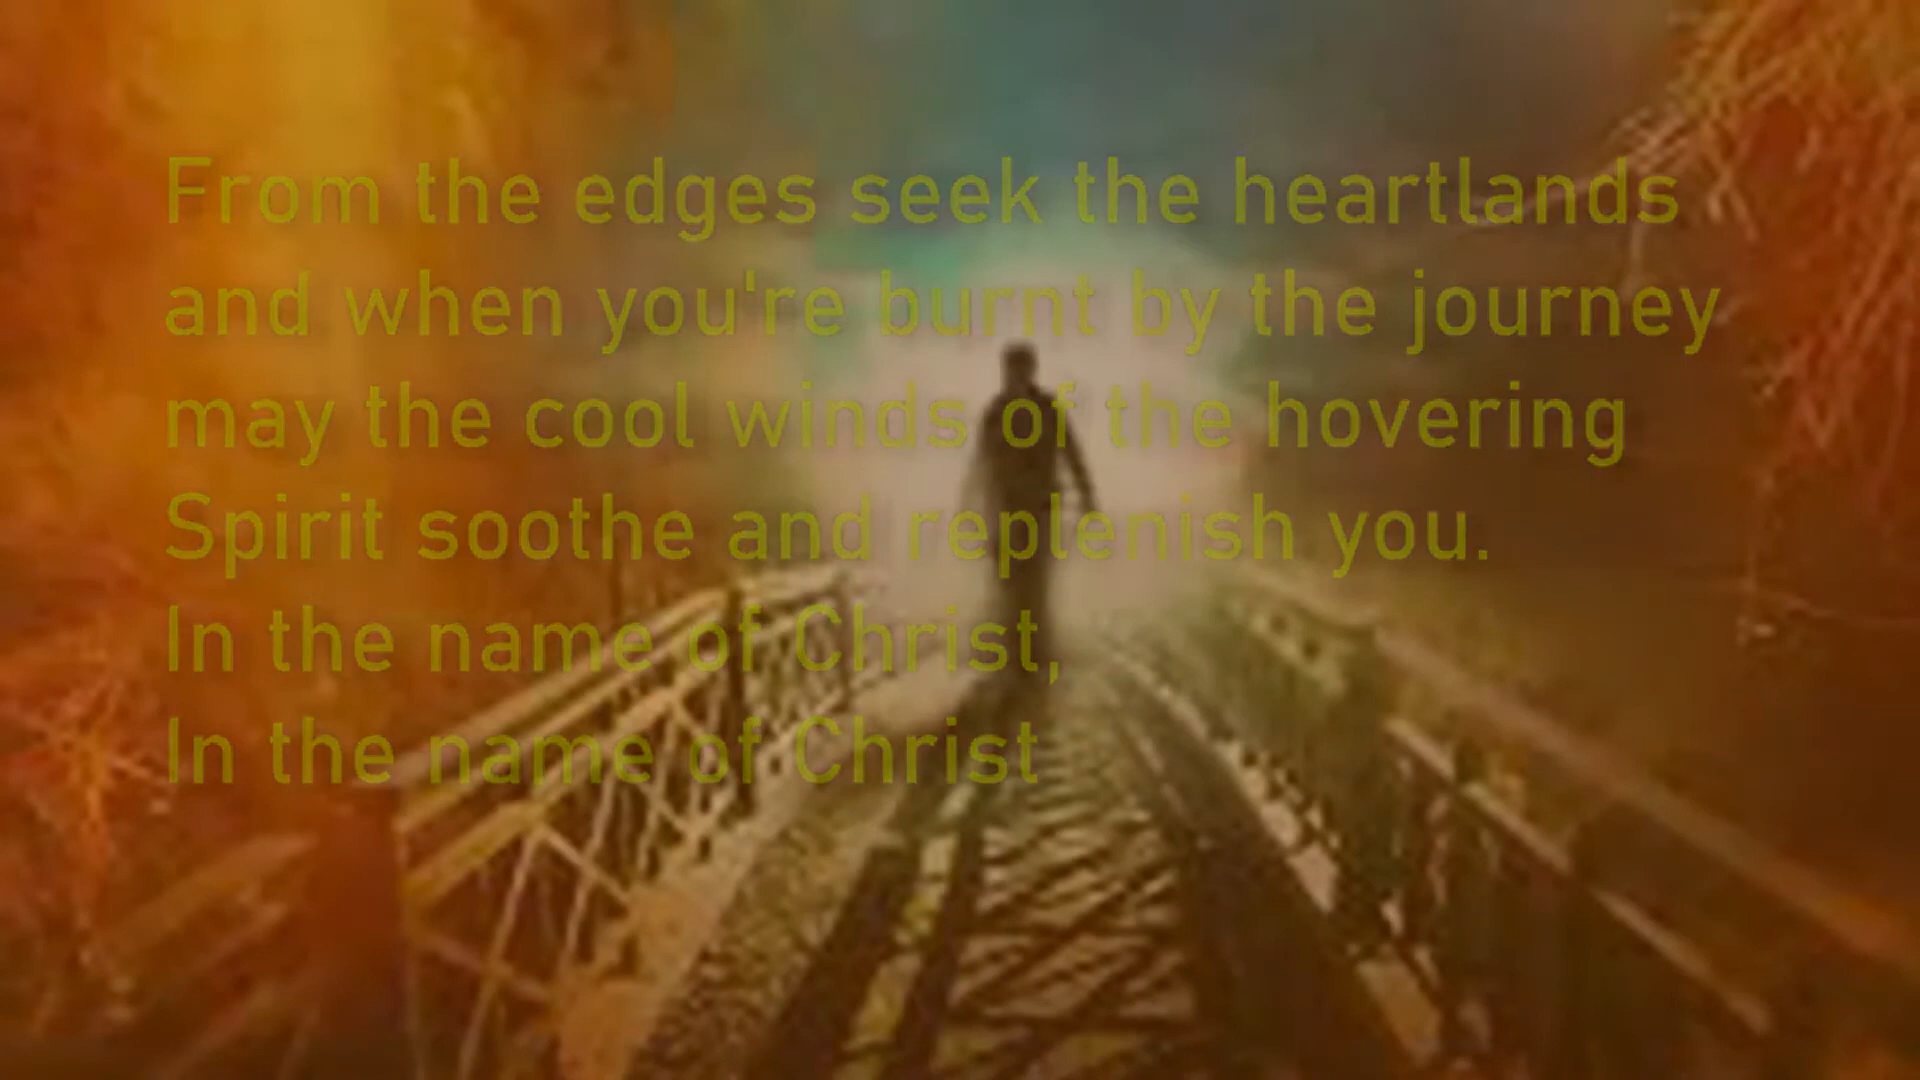 From the edges seek the heartlands
and when you're burnt by the journey
may the cool winds of the hovering
Spirit soothe and replenish you.
In the name of Christ,
In the name of Christ